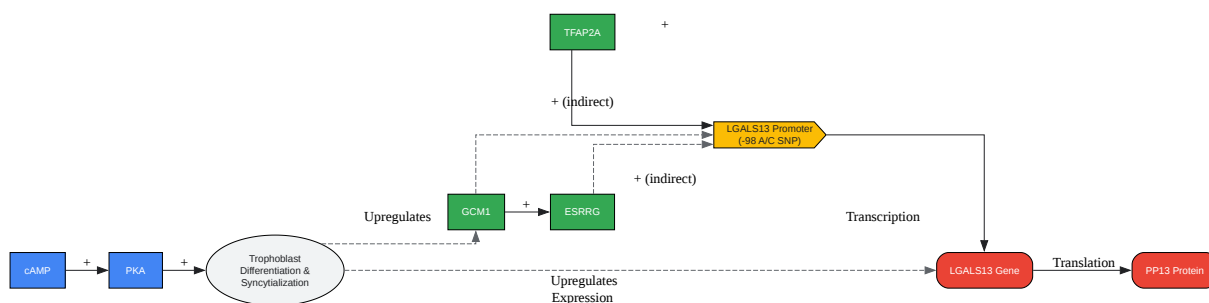 TFAP2A
+
+ (indirect)
LGALS13 Promoter
(-98 A/C SNP)
+ (indirect)
Upregulates
GCM1
+
ESRRG
Transcription
cAMP
+
PKA
+
Trophoblast
Differentiation &
Syncytialization
Upregulates
Expression
LGALS13 Gene
Translation
PP13 Protein